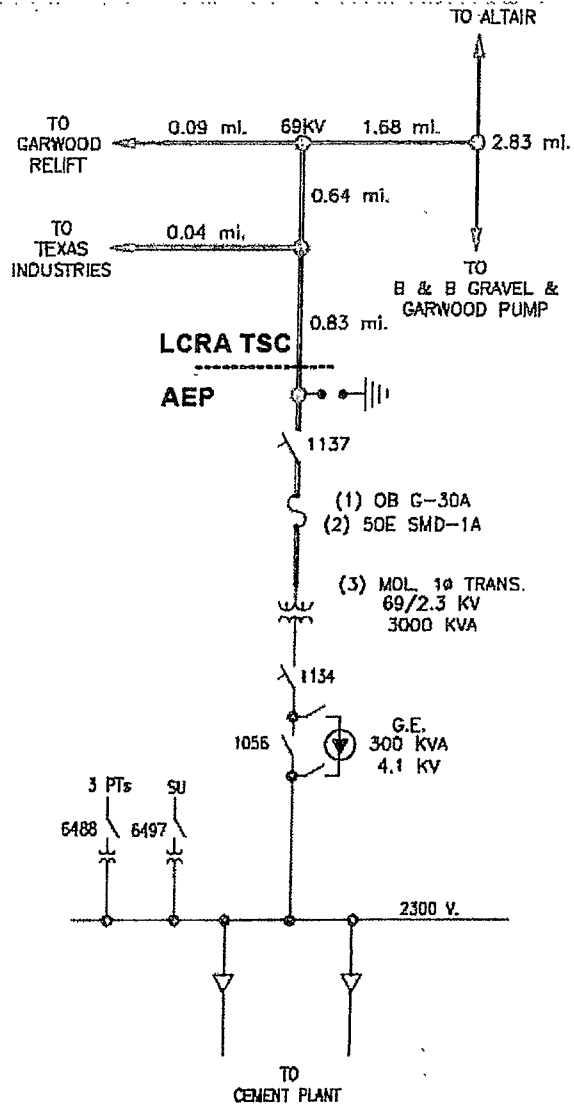 TO ALTAIR
TO
GARWOOD
RELIFT
0.09 mi.
69KV
1.68 mi.
2.83 mi.
0.64 mi.
TO
TEXAS
INDUSTRIES
0.04 mi.
TO
B & B GRAVEL &
GARWOOD PUMP
0.83 mi.
LCRA TSC
AEP
1137
(1) OB G-30A
(2) 50E SMD-1A
(3) MOL. 1ø TRANS.
69/2.3 KV
3000 KVA
1134
1056
G.E.
300 KVA
4.1 KV
3 PTs
SU
6488
6497
2300 V.
TO
CEMENT PLANT